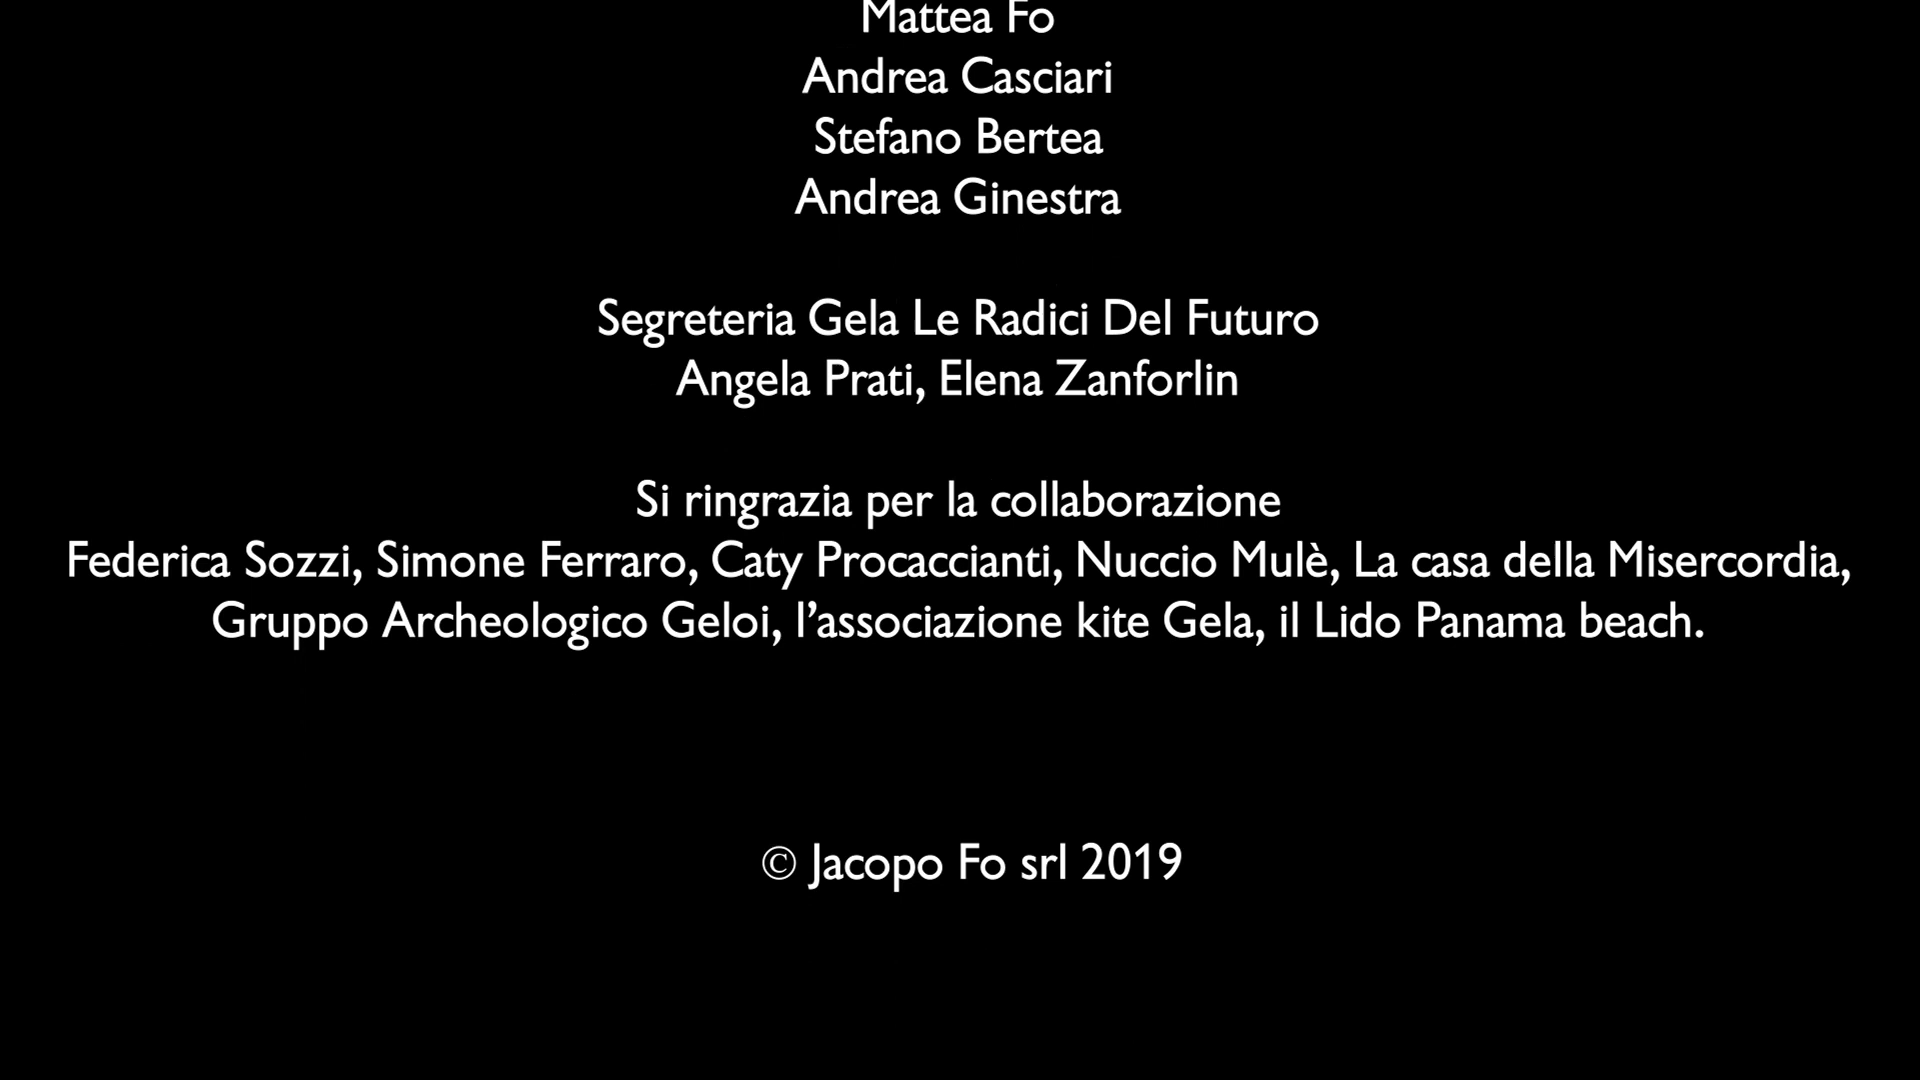 Mattea Fo
Andrea Casciari
Stefano Bertea
Andrea Ginestra
Segreteria Gela Le Radici Del Futuro
Angela Prati, Elena Zanforlin
Si ringrazia per la collaborazione
Federica Sozzi, Simone Ferraro, Caty Procaccianti, Nuccio Mulè, La casa della Misercordia,
Gruppo Archeologico Geloi, l’associazione kite Gela, il Lido Panama beach.
© Jacopo Fo srl 2019